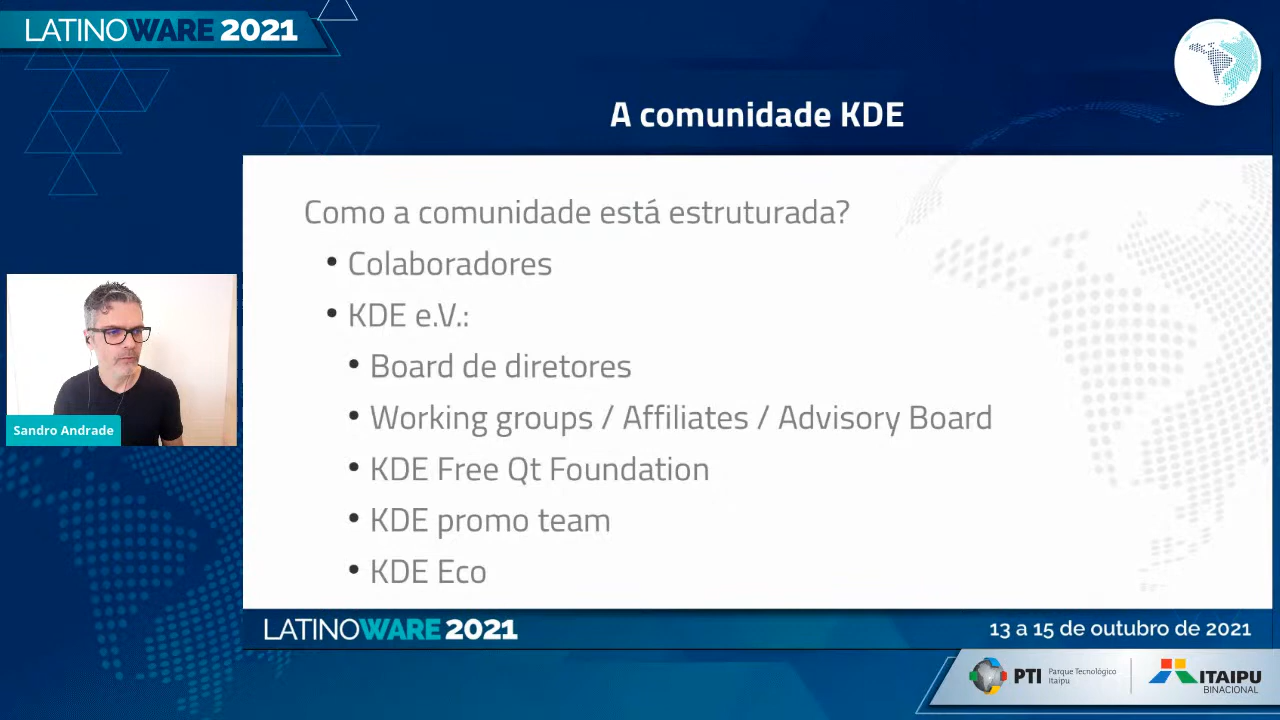 LATINOWARE 2021
A comunidade KDE
Como a comunidade está estruturada?
• Colaboradores
• KDE e.V.:
• Board de diretores
• Working groups / Affiliates / Advisory Board
• KDE Free Qt Foundation
• KDE promo team
• KDE Eco
Sandro Andrade
LATINOWARE 2021
13 a 15 de outubro de 2021
PTI
Parque Tecnológico
Itaipu
ITAIPU
BINACIONAL